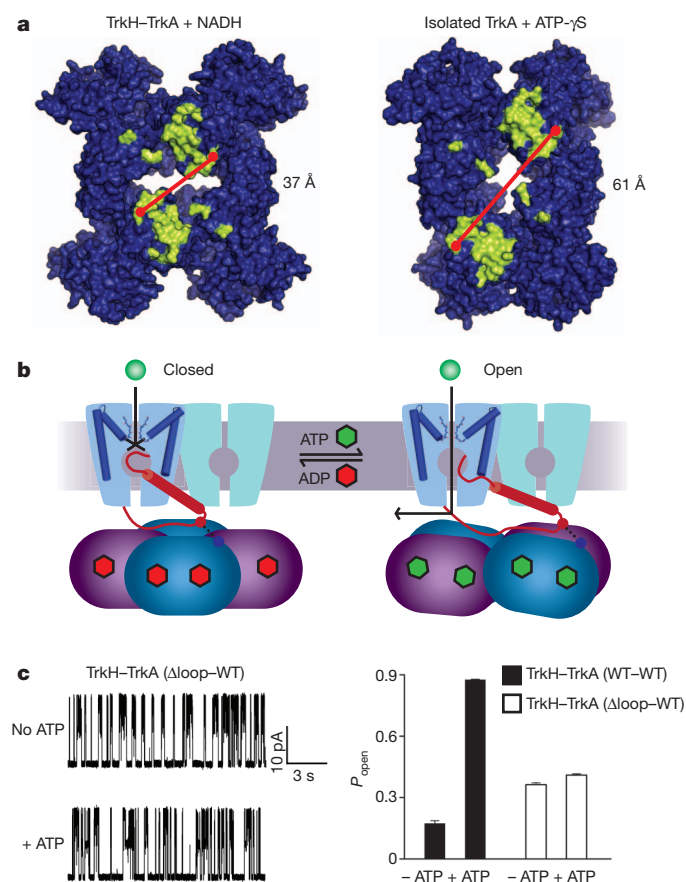 a
TrkH–TrkA + NADH
Isolated TrkA + ATP-γS
37 Å
61 Å
b
Closed
Open
ATP
ADP
c
TrkH–TrkA (Δloop–WT)
No ATP
+ ATP
10 pA
3 s
0.9
0.6
0.3
0
P open
TrkH–TrkA (WT–WT)
TrkH–TrkA (Δloop–WT)
– ATP + ATP
– ATP + ATP